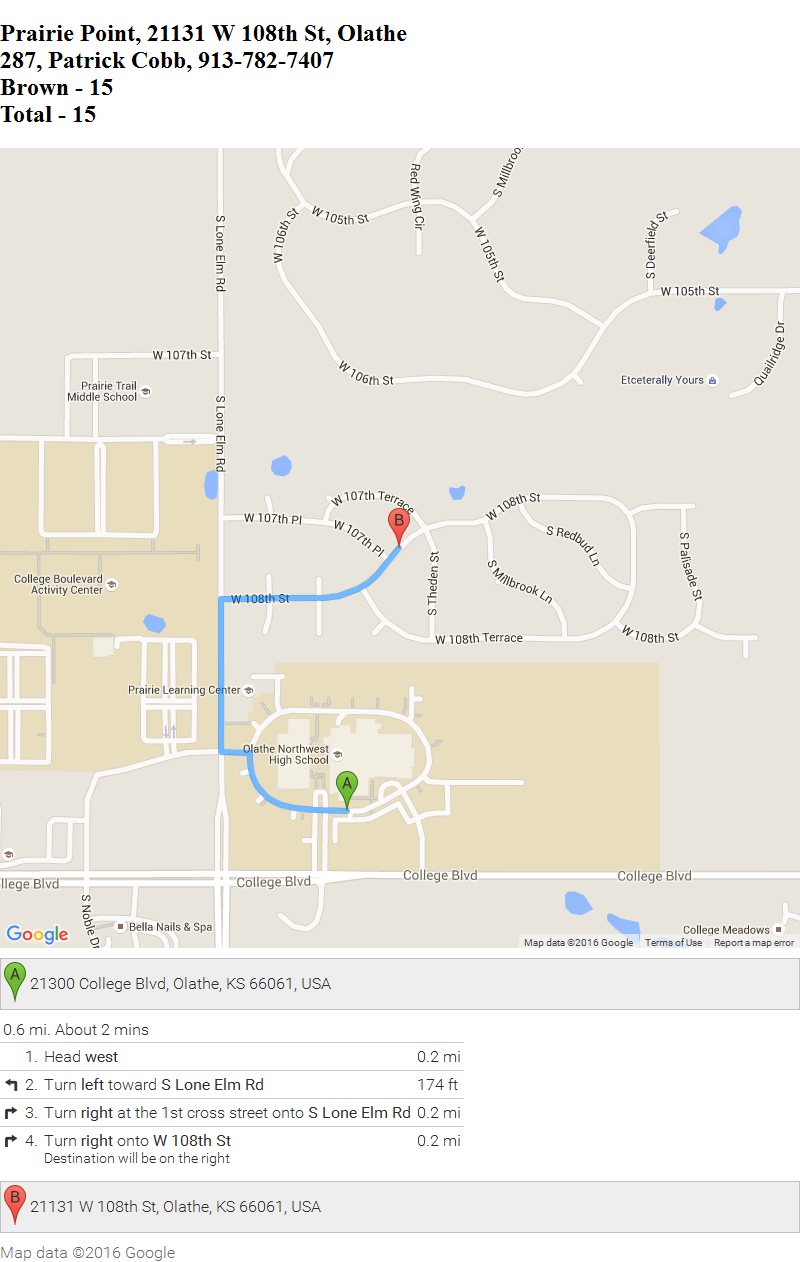 Prairie Point, 21131 W 108th St, Olathe
287, Patrick Cobb, 913-782-7407
Brown - 15
Total - 15
S Millbroo
Red Wing Cir
W 105th St
W 106th St
S Lone Elm Rd
W 105th St
S Deerfield St
W 105th St
Quailridge Dr
W 107th St
W 106th St
Etceterally Yours
Prairie Trail
Middle School
S Lone Elm Rd
W 107th Terrace
W 108th St
W 107th Pl
B
W 107th Pl
S Redbud Ln
S Palisade St
S Theden St
S Millbrook Ln
College Boulevard
Activity Center
W 108th St
W 108th Terrace
W 108th St
Prairie Learning Center
Olathe Northwest
High School
A
College Blvd
College Blvd
College Blvd
llege Blvd
S Noble Dr
Bella Nails & Spa
College Meadows
Google
Map data ©2016 Google
Terms of Use
Report a map error
A
21300 College Blvd, Olathe, KS 66061, USA
0.6 mi. About 2 mins
1. Head west 0.2 mi
2. Turn left toward S Lone Elm Rd 174 ft
3. Turn right at the 1st cross street onto S Lone Elm Rd 0.2 mi
4. Turn right onto W 108th St 0.2 mi
Destination will be on the right
B
21131 W 108th St, Olathe, KS 66061, USA
Map data ©2016 Google